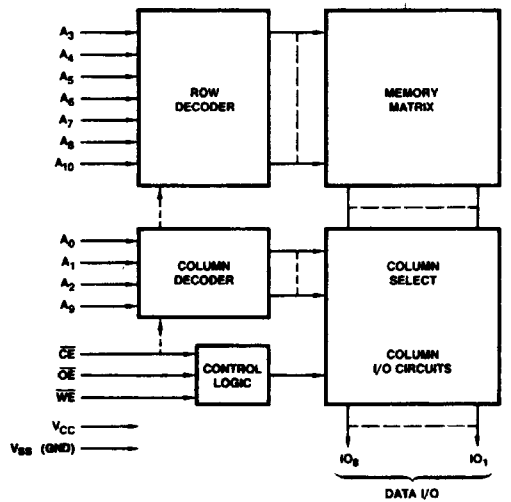 A3
A4
A5
A6
A7
A8
A10
ROW
DECODER
MEMORY
MATRIX
A0
A1
A2
A9
COLUMN
DECODER
COLUMN
SELECT
COLUMN
I/O CIRCUITS
CE
OE
WE
CONTROL
LOGIC
VCC
VSS (GND)
IO8
IO1
DATA I/O